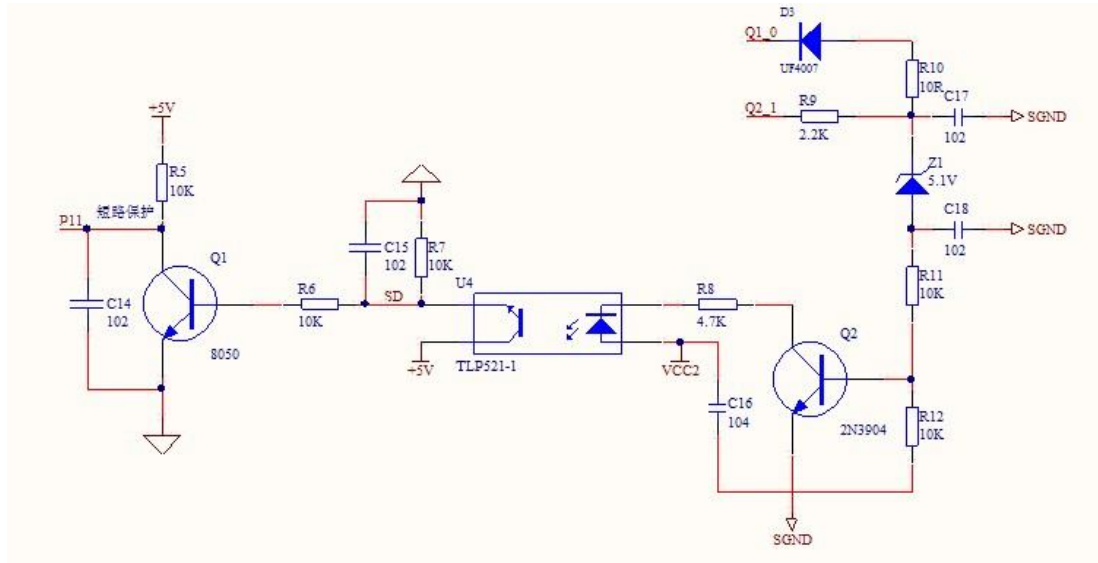 D3
Q1_0
UF4007
R10
10R
C17
Q2_1
R9
SGND
2.2K
102
+5V
Z1
5.1V
R5
10K
C18
P11
短路保护
SGND
102
C15
102
R7
10K
Q1
U4
R11
10K
R6
SD
R8
C14
102
10K
4.7K
Q2
8050
+5V
TLP521-1
VCC2
C16
104
R12
10K
2N3904
SGND